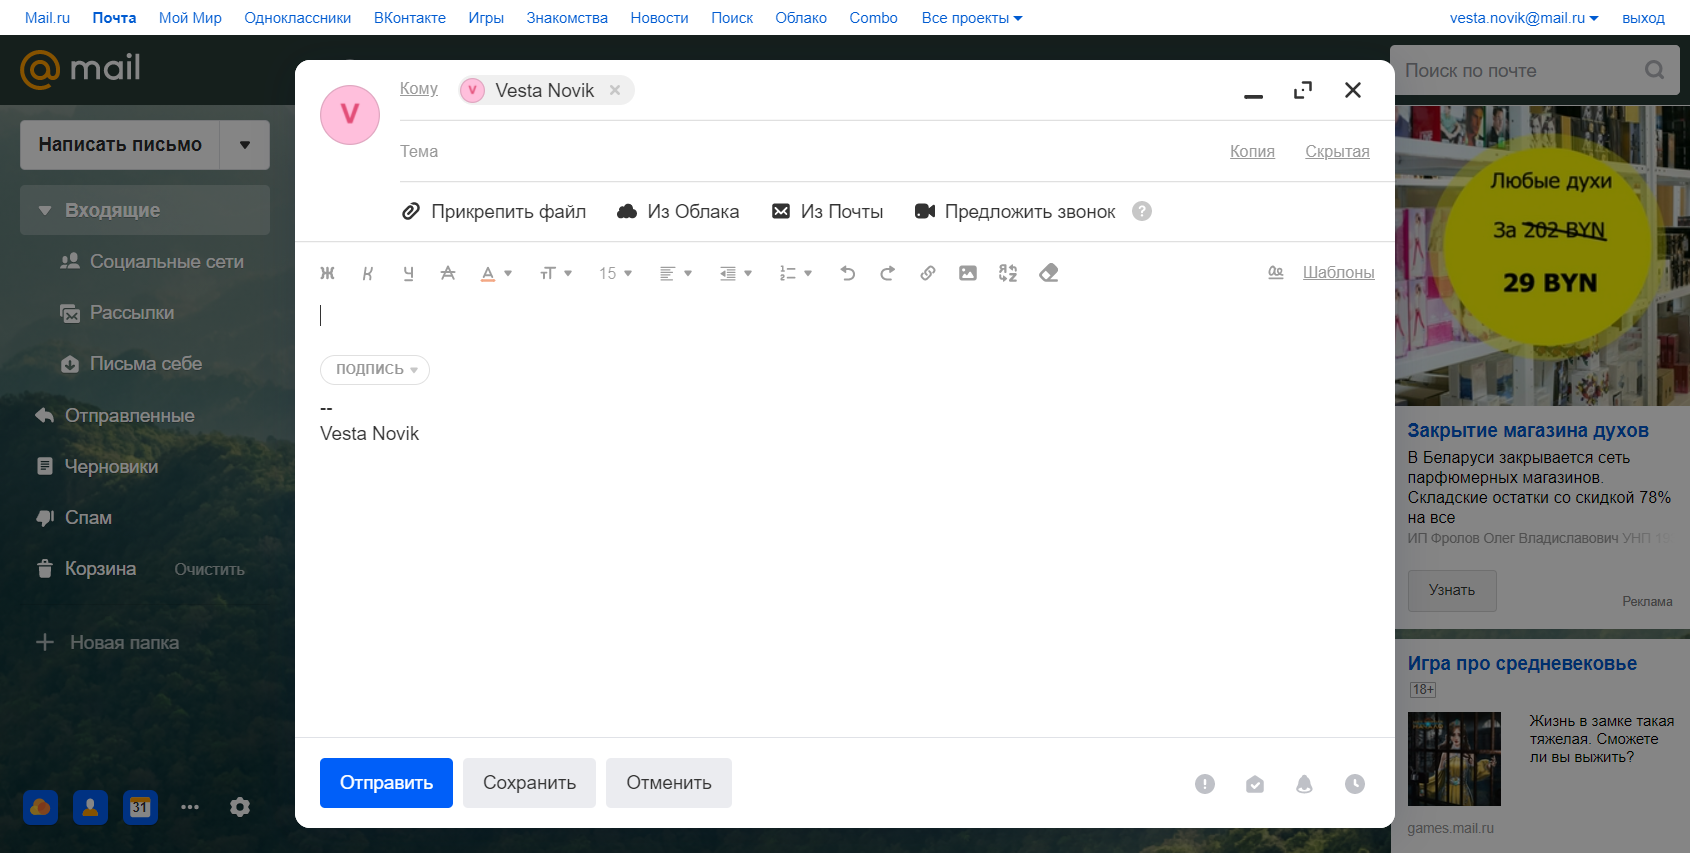 Mail.ru Почта Мой Мир Одноклассники ВКонтакте Игры Знакомства Новости Поиск Облако Combo Все проекты vesta.novik@mail.ru выход
mail
Поиск по почте
Написать письмо
Входящие
Социальные сети
Рассылки
Письма себе
Отправленные
Черновики
Спам
Корзина Очистить
Новая папка
31
V
Кому V Vesta Novik
Тема Копия Скрытая
Прикрепить файл Из Облака Из Почты Предложить звонок ?
Ж К Ч А А тТ 15 Шаблоны
ПОДПИСЬ
--
Vesta Novik
Отправить Сохранить Отменить
Любые духи
За 202 BYN
29 BYN
Закрытие магазина духов
В Беларуси закрывается сеть
парфюмерных магазинов.
Складские остатки со скидкой 78%
на все
ИП Фролов Олег Владиславович УНП
Узнать
Реклама
Игра про средневековье
18+
Жизнь в замке такая
тяжелая. Сможете
ли вы выжить?
games.mail.ru